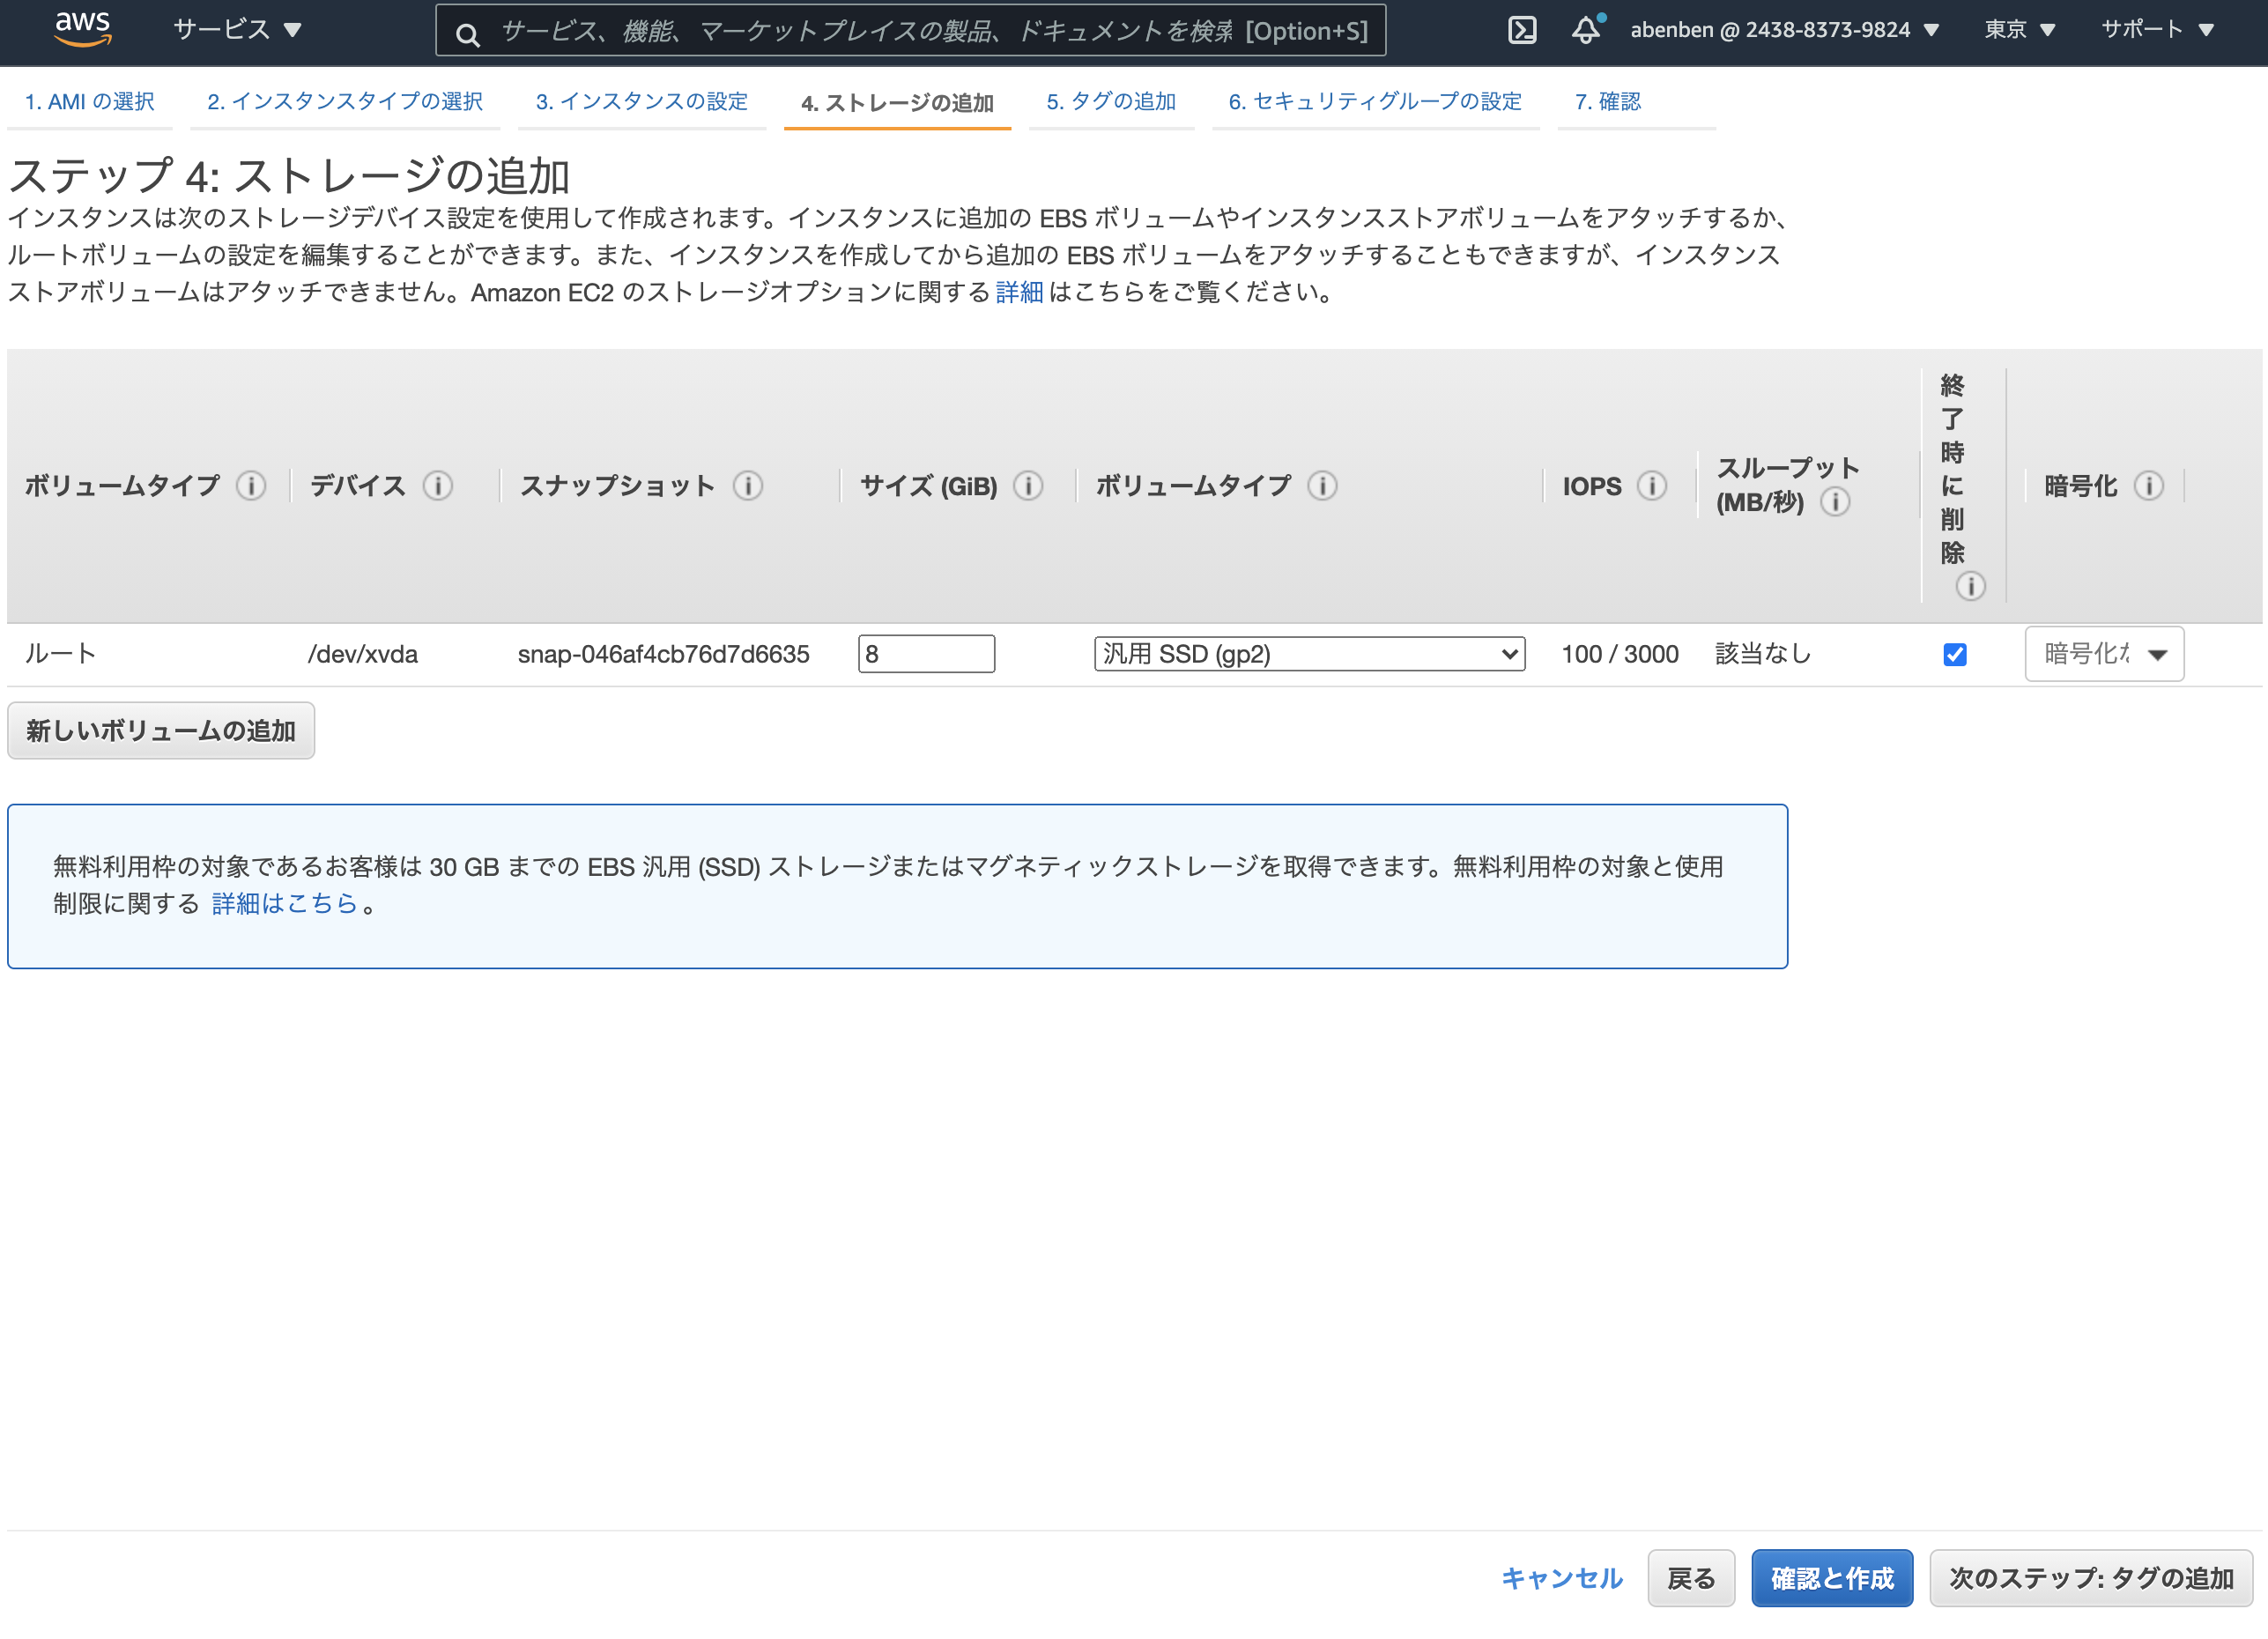 aws サービス サービス、機能、マーケットプレイスの製品、ドキュメントを検索 [Option+S] abenben @ 2438-8373-9824 東京 サポート
1. AMI の選択 2. インスタンスタイプの選択 3. インスタンスの設定 4. ストレージの追加 5. タグの追加 6. セキュリティグループの設定 7. 確認
ステップ 4: ストレージの追加
インスタンスは次のストレージデバイス設定を使用して作成されます。インスタンスに追加の EBS ボリュームやインスタンスストアボリュームをアタッチするか、
ルートボリュームの設定を編集することができます。また、インスタンスを作成してから追加の EBS ボリュームをアタッチすることもできますが、インスタンス
ストアボリュームはアタッチできません。Amazon EC2 のストレージオプションに関する 詳細 はこちらをご覧ください。
ボリュームタイプ デバイス スナップショット サイズ (GiB) ボリュームタイプ IOPS スループット (MB/秒) 終了時に削除 暗号化
ルート /dev/xvda snap-046af4cb76d7d6635 8 汎用 SSD (gp2) 100 / 3000 該当なし 暗号化な
新しいボリュームの追加
無料利用枠の対象であるお客様は 30 GB までの EBS 汎用 (SSD) ストレージまたはマグネティックストレージを取得できます。無料利用枠の対象と使用
制限に関する 詳細はこちら 。
キャンセル 戻る 確認と作成 次のステップ: タグの追加